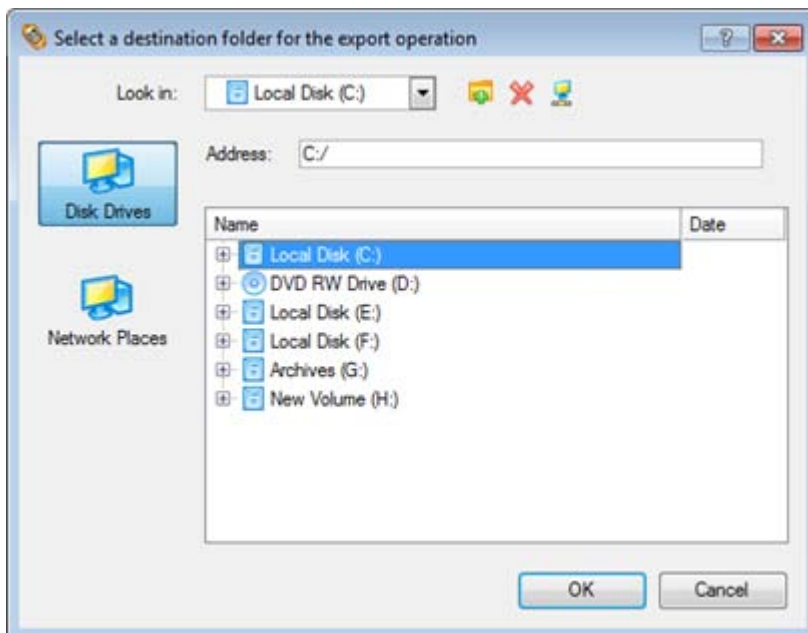 Select a destination folder for the export operation
Look in: Local Disk (C:)
Address: C:/
Disk Drives
Network Places
Name Date
Local Disk (C:)
DVD RW Drive (D:)
Local Disk (E:)
Local Disk (F:)
Archives (G:)
New Volume (H:)
OK Cancel